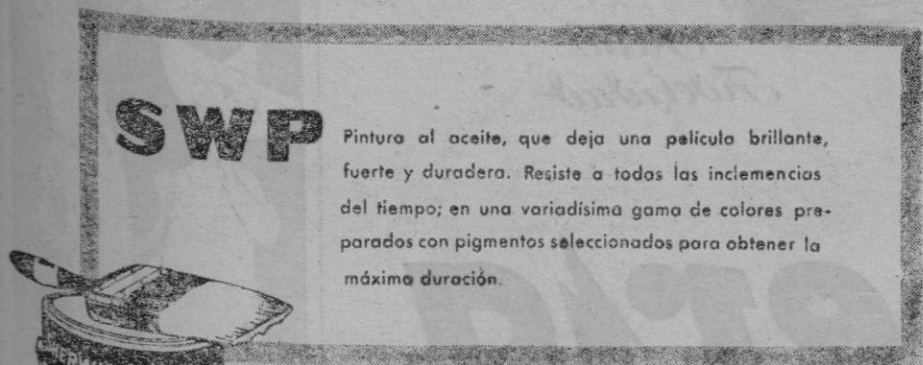 SWP
Pintura al aceite, que deja una película brillante,
fuerte y duradera. Resiste a todas las inclemencias
del tiempo; en una variadísima gama de colores pre-
parados con pigmentos seleccionados para obtener la
máxima duración.